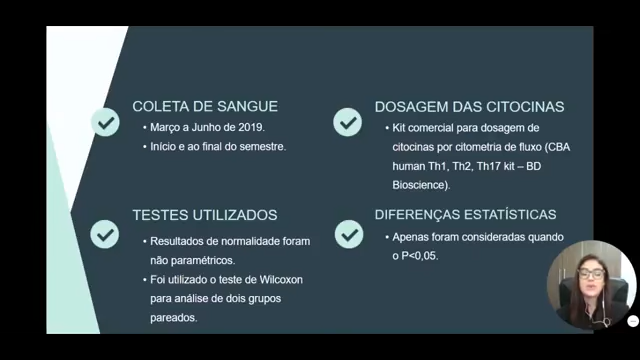 COLETA DE SANGUE
• Março a Junho de 2019.
• Início e ao final do semestre.
DOSAGEM DAS CITOCINAS
• Kit comercial para dosagem de
citocinas por citometria de fluxo (CBA
human Th1, Th2, Th17 kit – BD
Bioscience).
TESTES UTILIZADOS
• Resultados de normalidade foram
não paramétricos.
• Foi utilizado o teste de Wilcoxon
para análise de dois grupos
pareados.
DIFERENÇAS ESTATÍSTICAS
• Apenas foram consideradas quando
o P<0,05.